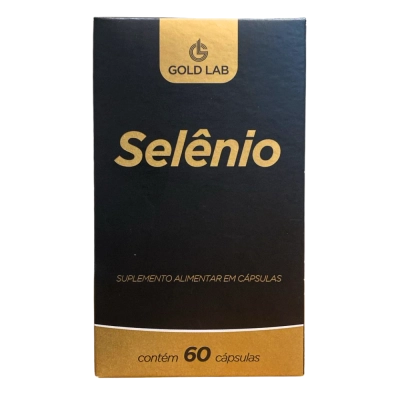 GOLD LAB
Selênio
SUPLEMENTO ALIMENTAR EM CÁPSULAS
contém 60 cápsulas